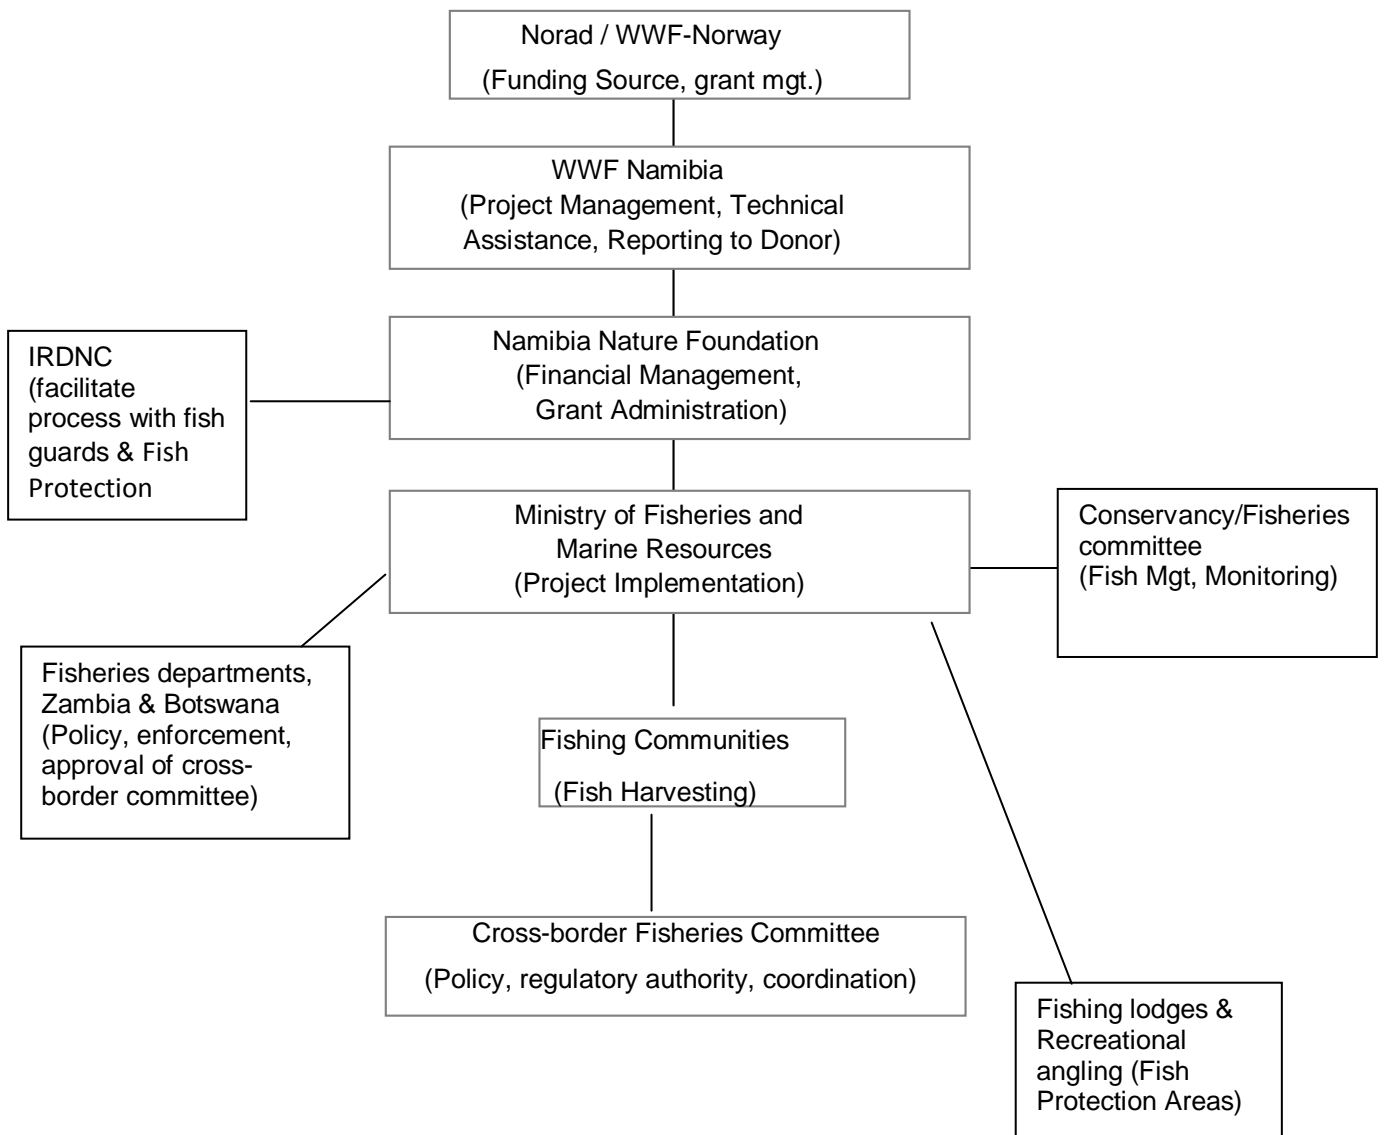 Norad / WWF-Norway
(Funding Source, grant mgt.)
WWF Namibia
(Project Management, Technical
Assistance, Reporting to Donor)
Namibia Nature Foundation
(Financial Management,
Grant Administration)
IRDNC
(facilitate
process with fish
guards & Fish
Protection
Ministry of Fisheries and
Marine Resources
(Project Implementation)
Conservancy/Fisheries
committee
(Fish Mgt, Monitoring)
Fisheries departments,
Zambia & Botswana
(Policy, enforcement,
approval of cross-
border committee)
Fishing Communities
(Fish Harvesting)
Cross-border Fisheries Committee
(Policy, regulatory authority, coordination)
Fishing lodges &
Recreational
angling (Fish
Protection Areas)